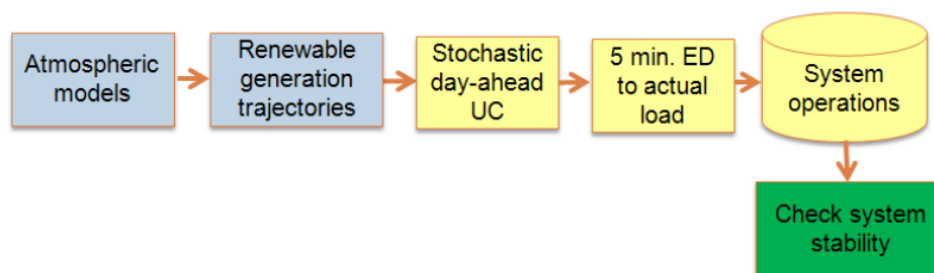 Atmospheric
models
Renewable
generation
trajectories
Stochastic
day-ahead
UC
5 min. ED
to actual
load
System
operations
Check system
stability